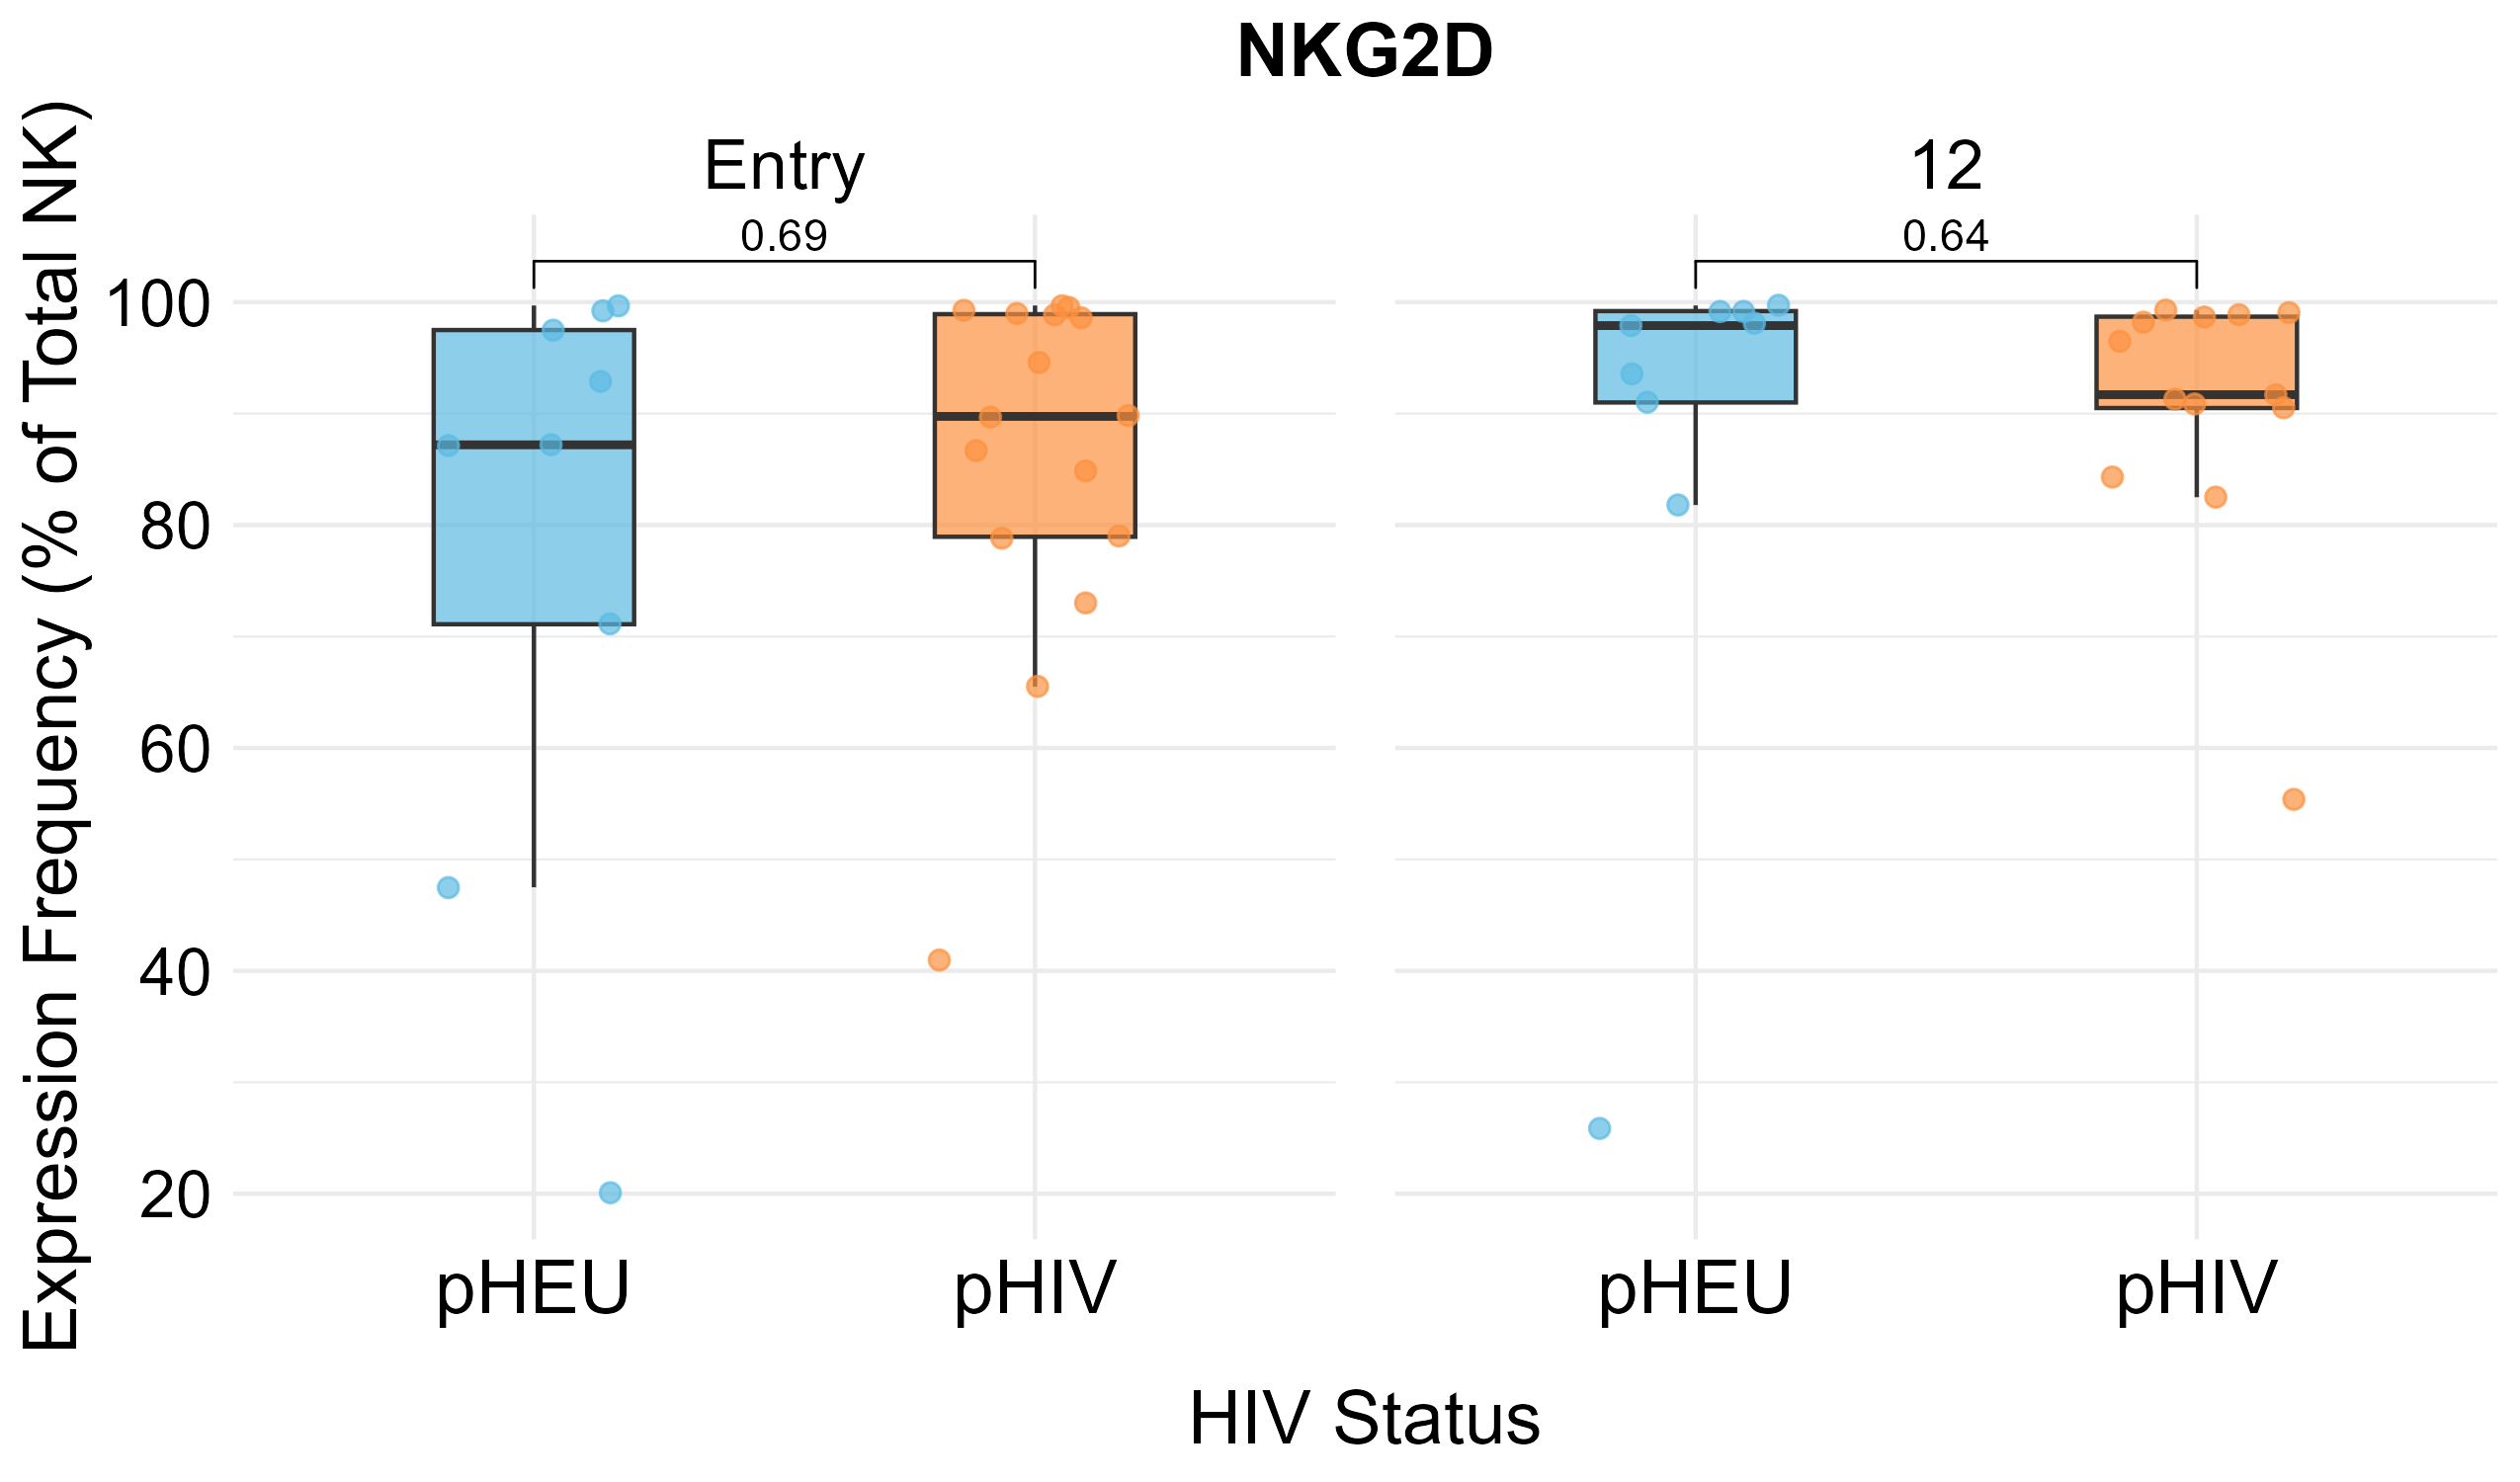 NKG2D
Expression Frequency (% of Total NK)
Entry
12
0.69
0.64
100
80
60
40
20
pHEU
pHIV
pHEU
pHIV
HIV Status